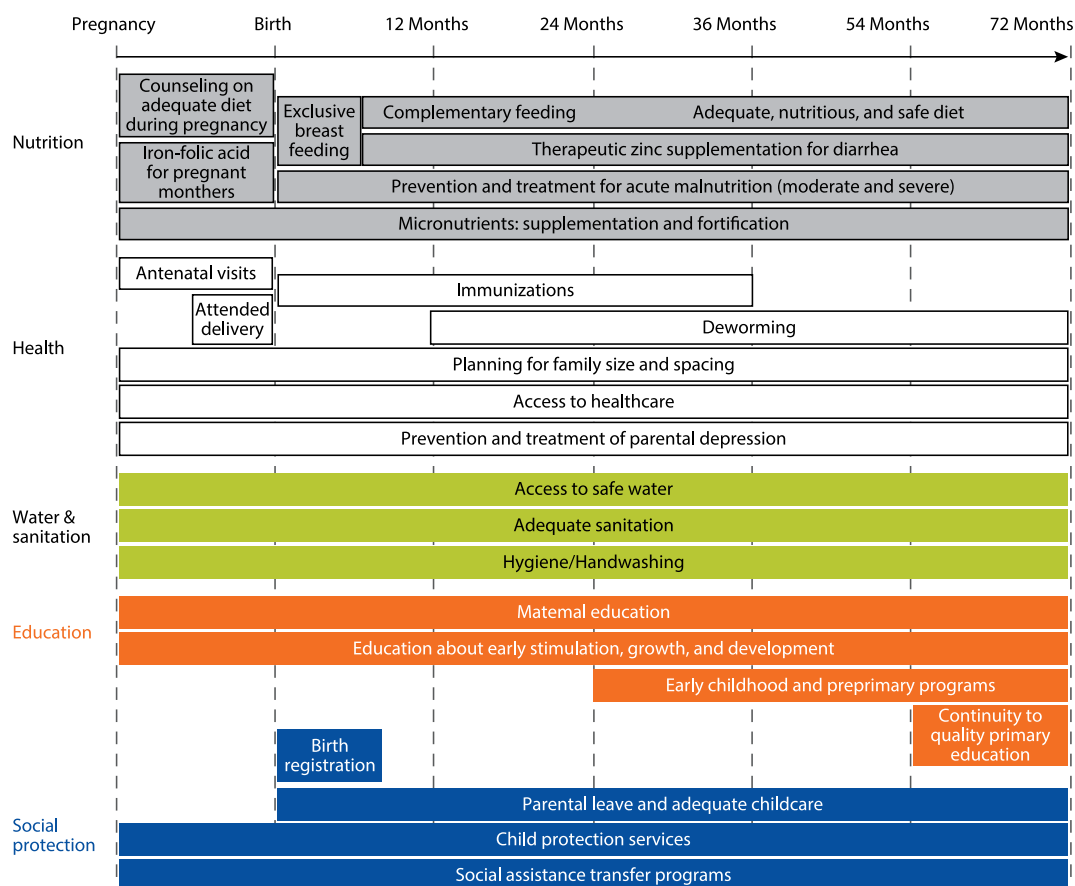 Pregnancy Birth 12 Months 24 Months 36 Months 54 Months 72 Months
Nutrition
Counseling on
adequate diet
during pregnancy
Iron-folic acid
for pregnant
monthers
Exclusive
breast
feeding
Complementary feeding Adequate, nutritious, and safe diet
Therapeutic zinc supplementation for diarrhea
Prevention and treatment for acute malnutrition (moderate and severe)
Micronutrients: supplementation and fortification
Health
Antenatal visits
Attended
delivery
Immunizations
Deworming
Planning for family size and spacing
Access to healthcare
Prevention and treatment of parental depression
Water &
sanitation
Access to safe water
Adequate sanitation
Hygiene/Handwashing
Education
Matemal education
Education about early stimulation, growth, and development
Early childhood and preprimary programs
Continuity to
quality primary
education
Social
protection
Birth
registration
Parental leave and adequate childcare
Child protection services
Social assistance transfer programs